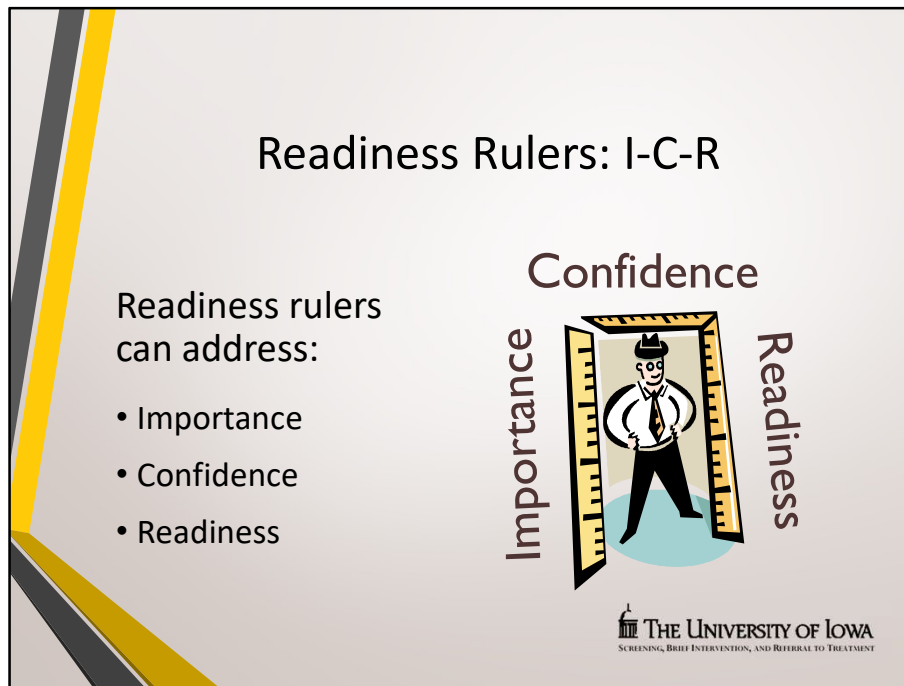 Readiness Rulers: I-C-R
Readiness rulers
can address:
• Importance
• Confidence
• Readiness
Confidence
Importance
Readiness
THE UNIVERSITY OF IOWA
SCREENING, BRIEF INTERVENTION, AND REFERRAL TO TREATMENT